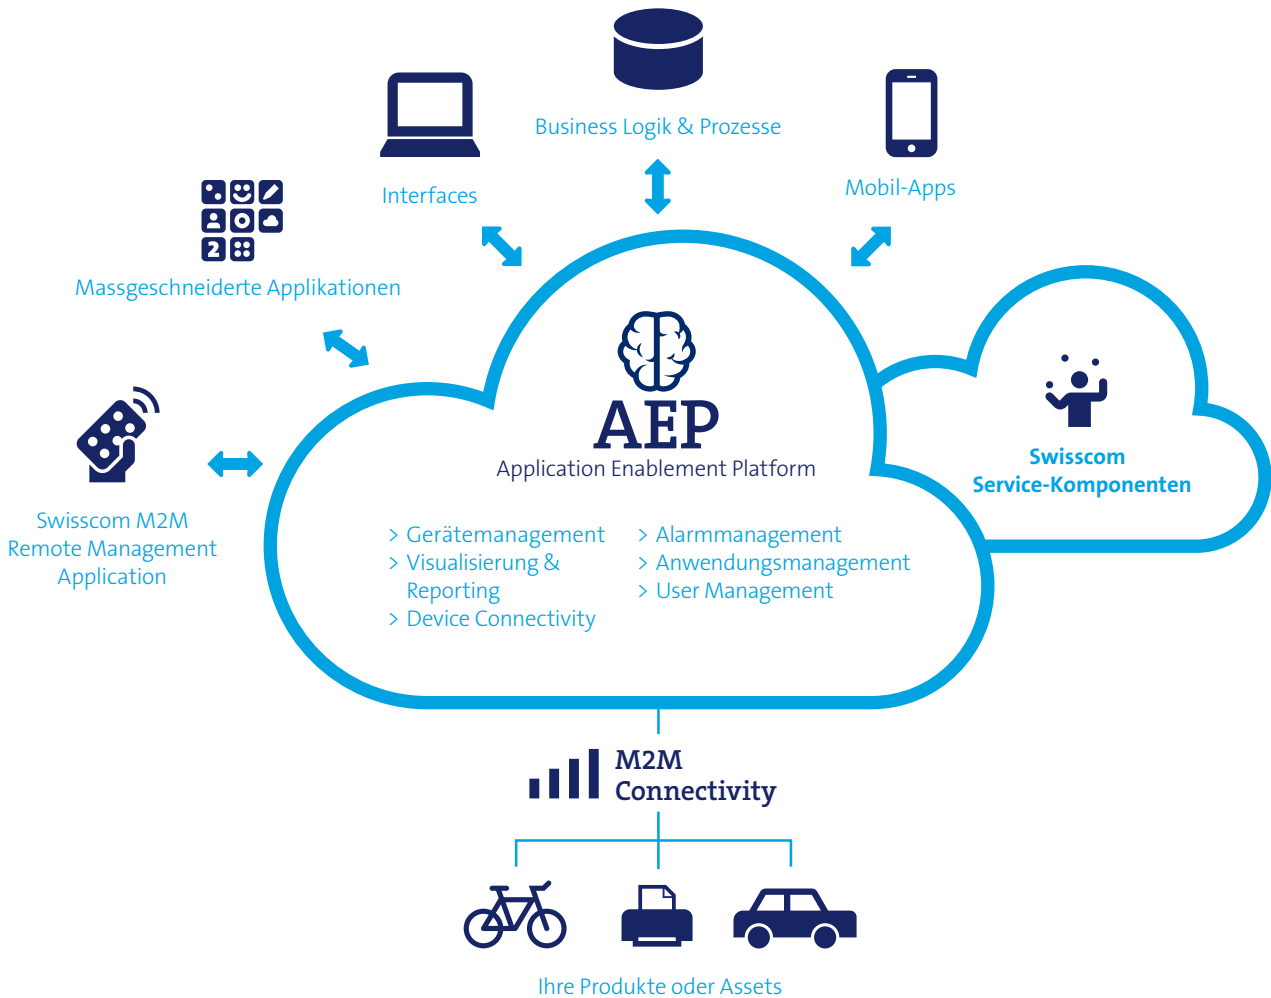 Business Logik & Prozesse
Interfaces
Mobil-Apps
Massgeschneiderte Applikationen
2
AEP
Application Enablement Platform
Swisscom
Service-Komponenten
Swisscom M2M
Remote Management
Application
> Gerätemanagement
> Visualisierung &
Reporting
> Device Connectivity
> Alarmmanagement
> Anwendungsmanagement
> User Management
M2M
Connectivity
Ihre Produkte oder Assets